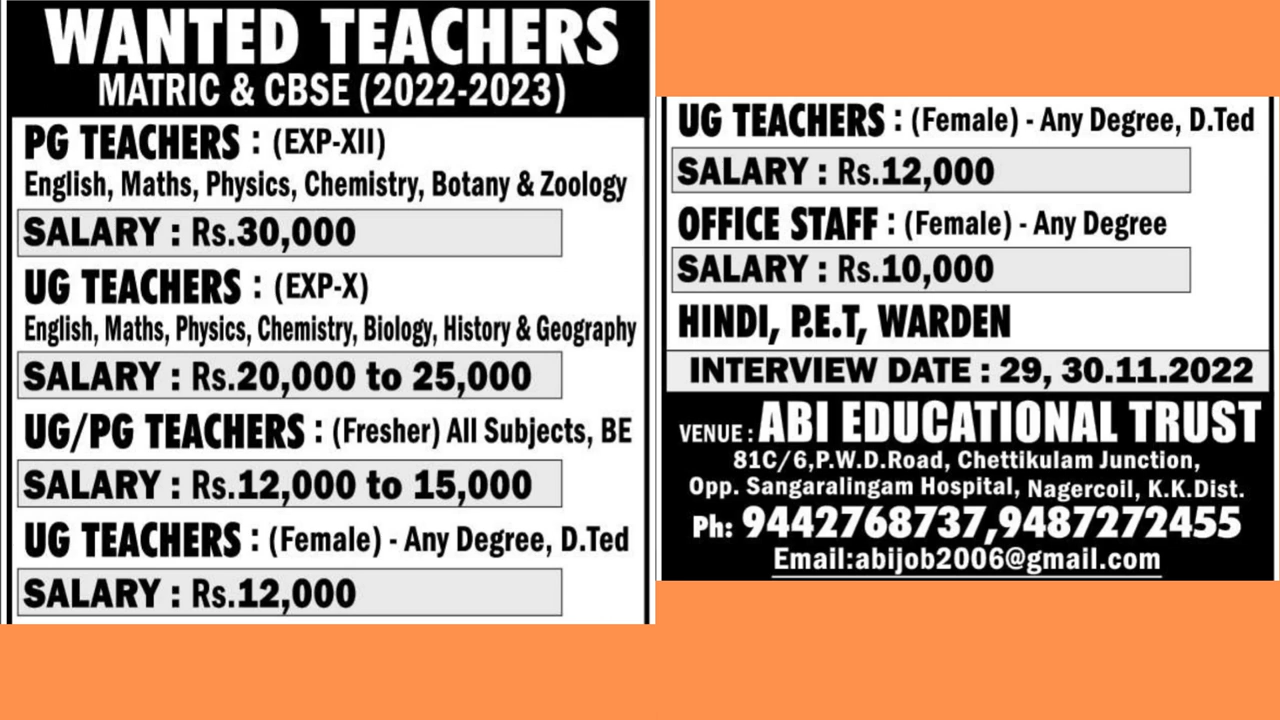 WANTED TEACHERS
MATRIC & CBSE (2022-2023)
PG TEACHERS : (EXP-XII)
English, Maths, Physics, Chemistry, Botany & Zoology
SALARY : Rs.30,000
UG TEACHERS : (EXP-X)
English, Maths, Physics, Chemistry, Biology, History & Geography
SALARY : Rs.20,000 to 25,000
UG/PG TEACHERS : (Fresher) All Subjects, BE
SALARY : Rs.12,000 to 15,000
UG TEACHERS : (Female) - Any Degree, D.Ted
SALARY : Rs.12,000
UG TEACHERS : (Female) - Any Degree, D.Ted
SALARY : Rs.12,000
OFFICE STAFF : (Female) - Any Degree
SALARY : Rs.10,000
HINDI, P.E.T, WARDEN
INTERVIEW DATE : 29, 30.11.2022
VENUE : ABI EDUCATIONAL TRUST
81C/6,P.W.D.Road, Chettikulam Junction,
Opp. Sangaralingam Hospital, Nagercoil, K.K.Dist.
Ph: 9442768737,9487272455
Email:abijob2006@gmail.com